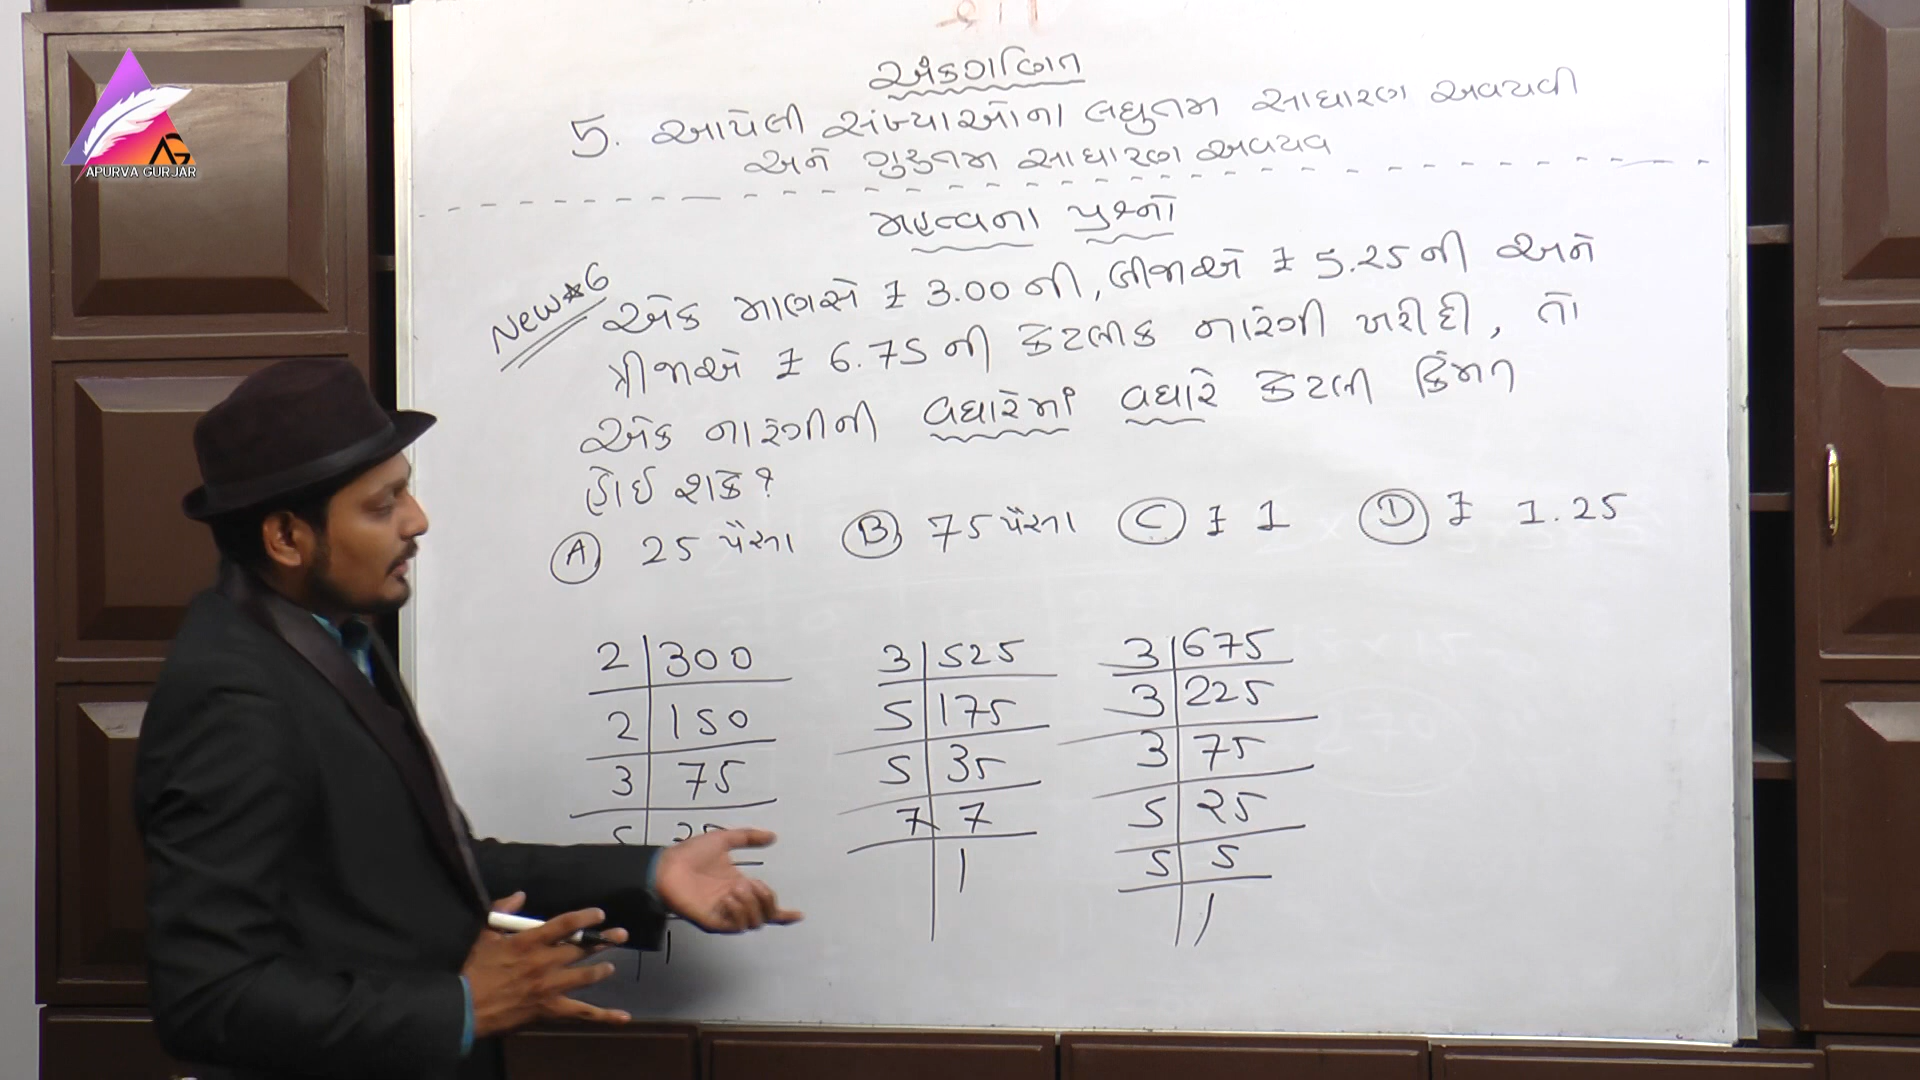 APURVA GURJAR
અંકગણિત
5. આપેલી સંખ્યાઓના લઘુતમ સાધારણ અવયવી
અને ગુરુતમ સાધારણ અવયવ
મહત્વના પ્રશ્નો
New * 6
એક માણસે ₹ 3.00 ની, બીજાએ ₹ 5.25 ની અને
ત્રીજાએ ₹ 6.75 ની કેટલીક નારંગી ખરીદી, તો
એક નારંગીની વધારેમાં વધારે કેટલી કિંમત
હોઈ શકે?
A 25 પૈસા B 75 પૈસા C ₹ 1 D ₹ 1.25
2 300
2 150
3 75
1
3 525
5 175
5 35
7 7
1
3 675
3 225
3 75
5 25
5 5
1